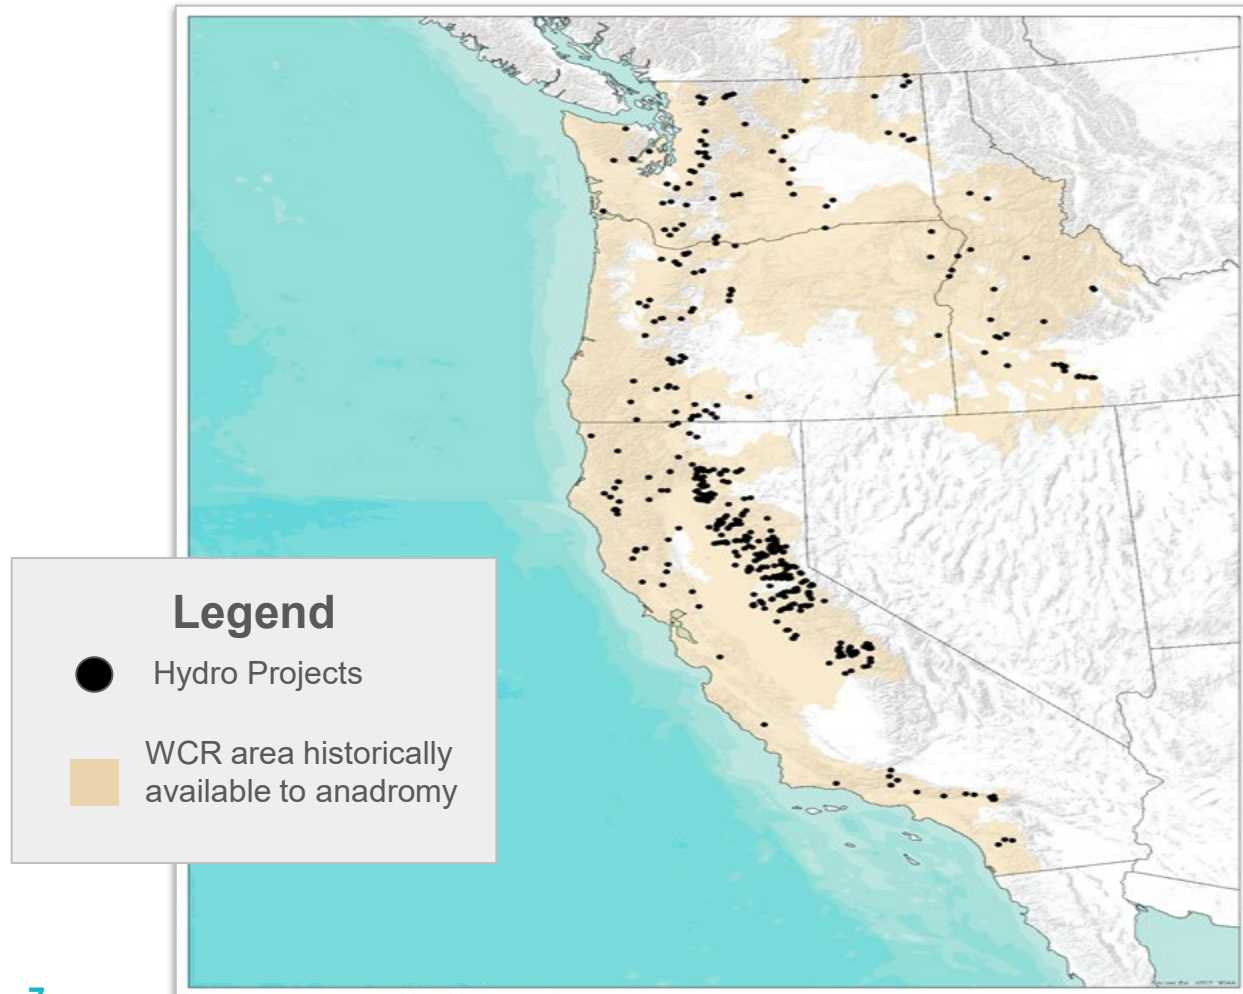 Legend
Hydro Projects
WCR area historically
available to anadromy
7